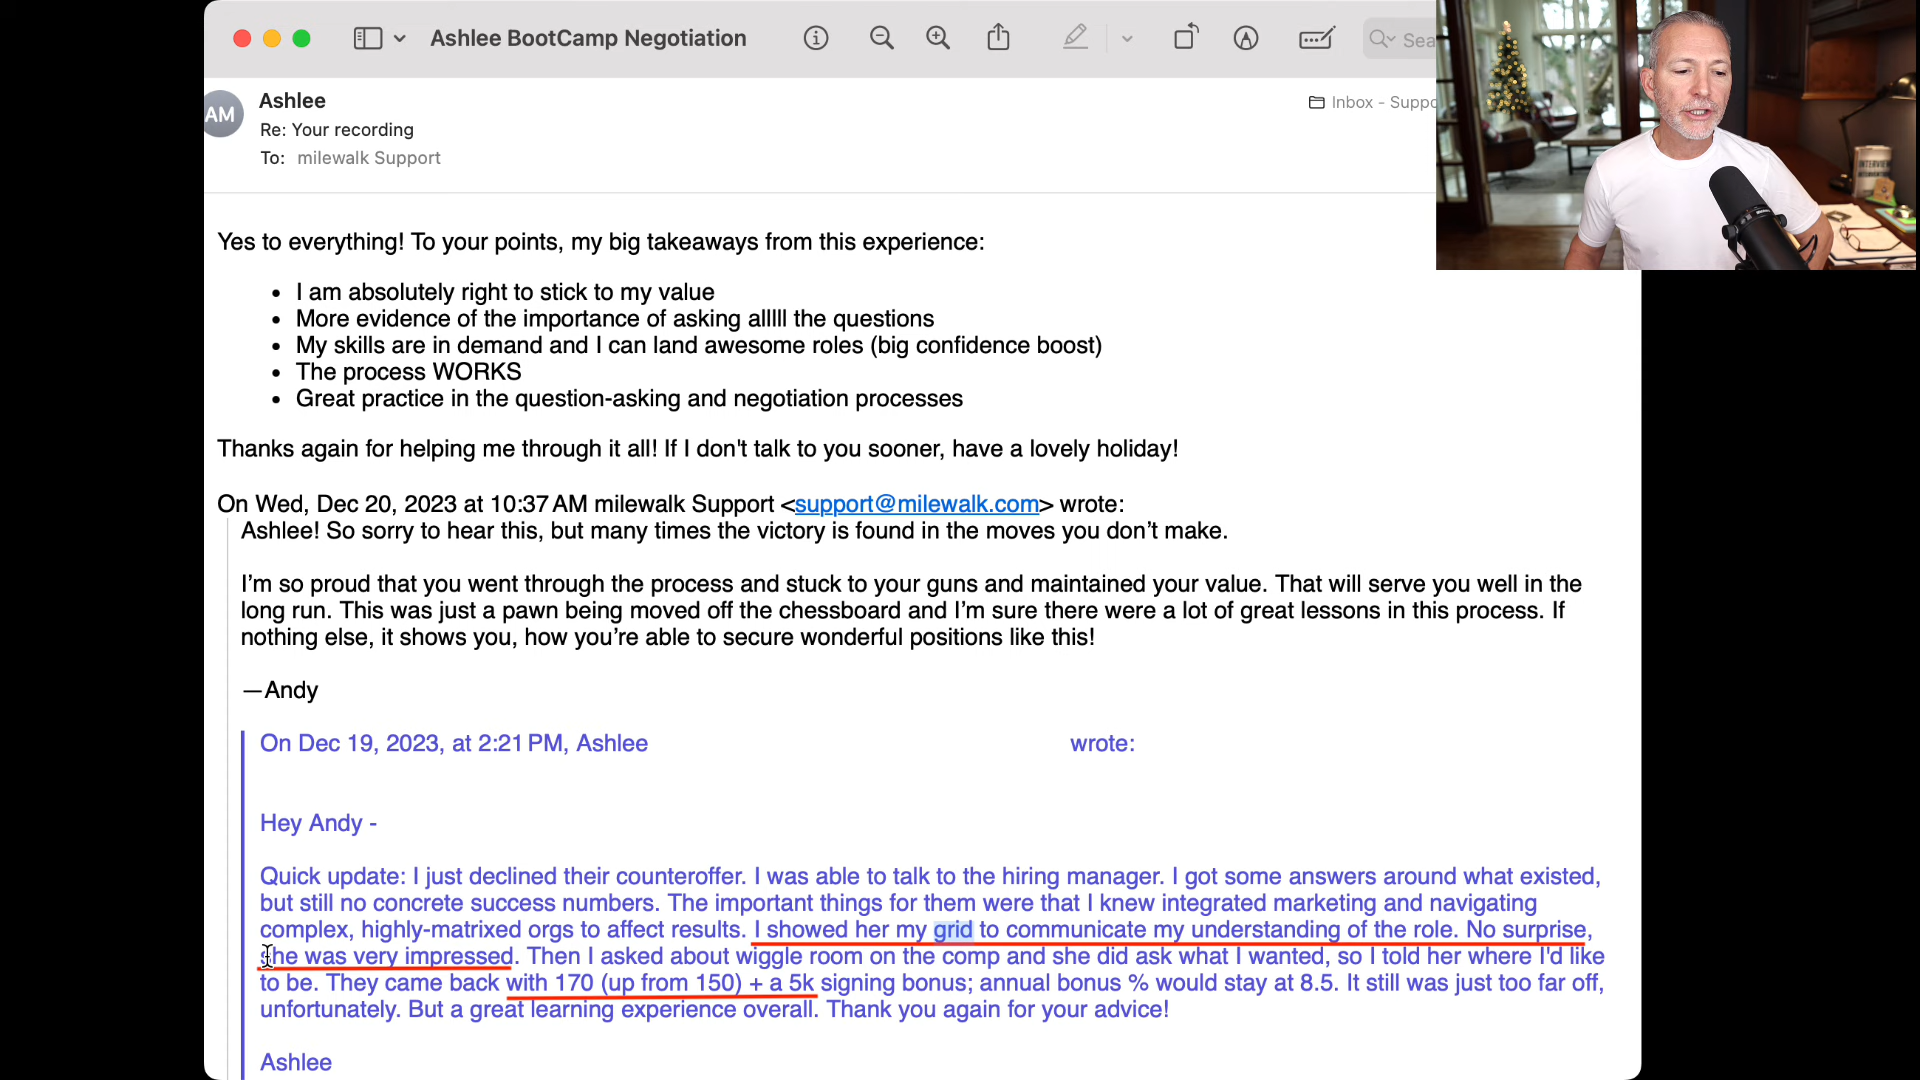 Ashlee BootCamp Negotiation
Sea
AM
Ashlee
Inbox - Suppo
Re: Your recording
To: milewalk Support
Yes to everything! To your points, my big takeaways from this experience:
• I am absolutely right to stick to my value
• More evidence of the importance of asking alllll the questions
• My skills are in demand and I can land awesome roles (big confidence boost)
• The process WORKS
• Great practice in the question-asking and negotiation processes
Thanks again for helping me through it all! If I don't talk to you sooner, have a lovely holiday!
On Wed, Dec 20, 2023 at 10:37 AM milewalk Support <support@milewalk.com> wrote:
Ashlee! So sorry to hear this, but many times the victory is found in the moves you don’t make.
I’m so proud that you went through the process and stuck to your guns and maintained your value. That will serve you well in the
long run. This was just a pawn being moved off the chessboard and I’m sure there were a lot of great lessons in this process. If
nothing else, it shows you, how you’re able to secure wonderful positions like this!
—Andy
On Dec 19, 2023, at 2:21 PM, Ashlee wrote:
Hey Andy -
Quick update: I just declined their counteroffer. I was able to talk to the hiring manager. I got some answers around what existed,
but still no concrete success numbers. The important things for them were that I knew integrated marketing and navigating
complex, highly-matrixed orgs to affect results. I showed her my grid to communicate my understanding of the role. No surprise,
she was very impressed. Then I asked about wiggle room on the comp and she did ask what I wanted, so I told her where I'd like
to be. They came back with 170 (up from 150) + a 5k signing bonus; annual bonus % would stay at 8.5. It still was just too far off,
unfortunately. But a great learning experience overall. Thank you again for your advice!
Ashlee